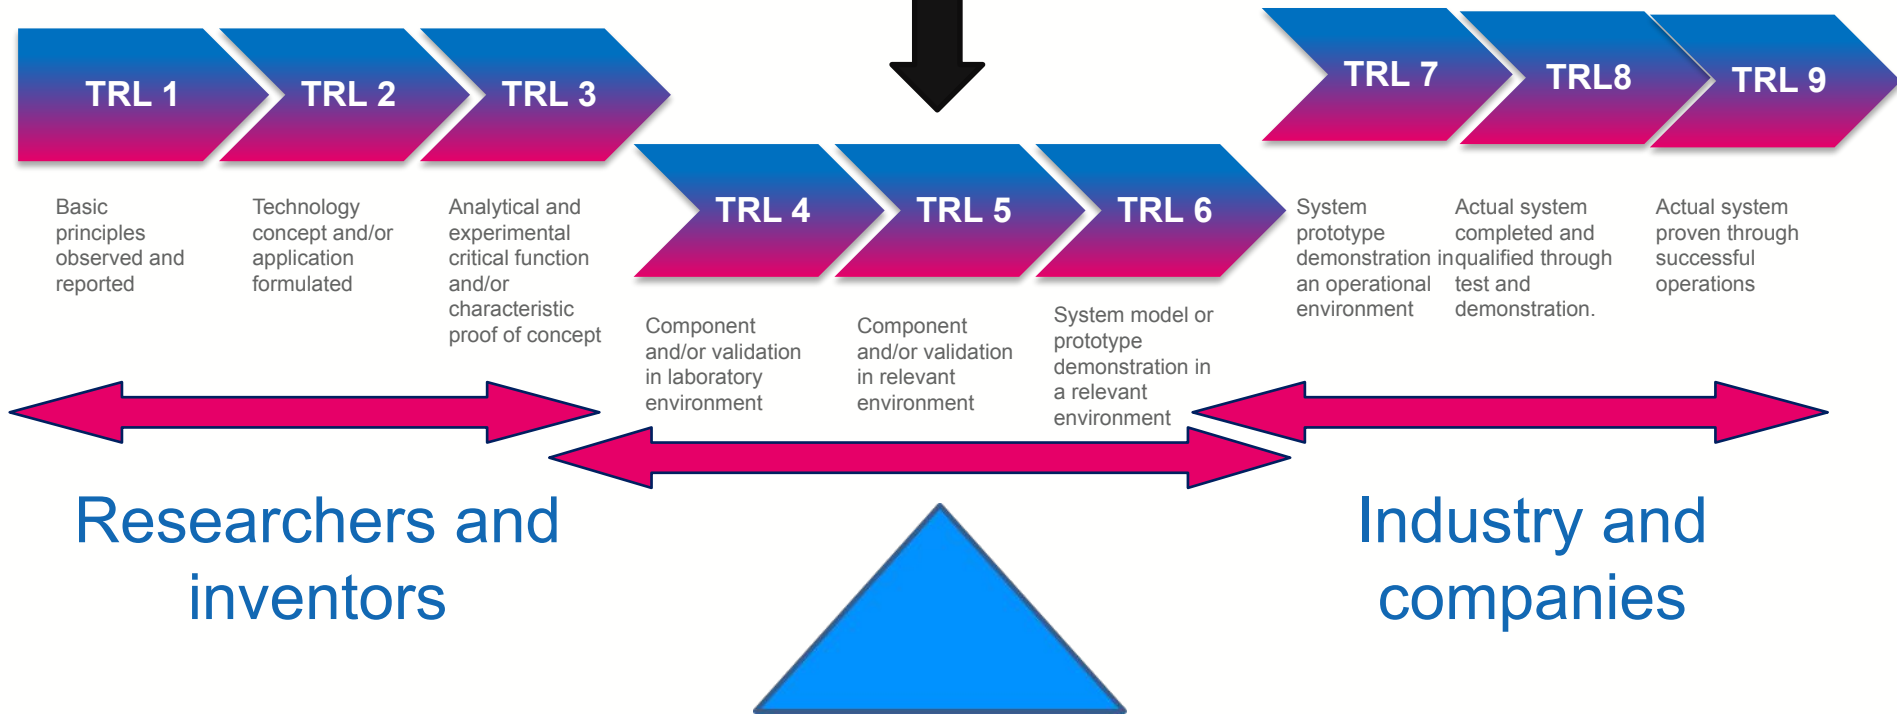 TRL 1
TRL 2
TRL 3
TRL 4
TRL 5
TRL 6
TRL 7
TRL8
TRL 9
Basic
principles
observed and
reported
Technology
concept and/or
application
formulated
Analytical and
experimental
critical function
and/or
characteristic
proof of concept
Component
and/or validation
in laboratory
environment
Component
and/or validation
in relevant
environment
System model or
prototype
demonstration in
a relevant
environment
System
prototype
demonstration in
an operational
environment
Actual system
completed and
qualified through
test and
demonstration.
Actual system
proven through
successful
operations
Researchers and
inventors
Industry and
companies